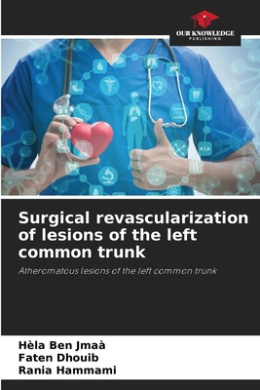 OUR KNOWLEDGE
PUBLISHING
Surgical revascularization
of lesions of the left
common trunk
Atheromatous lesions of the left common trunk
Hèla Ben Jmaà
Faten Dhouib
Rania Hammami